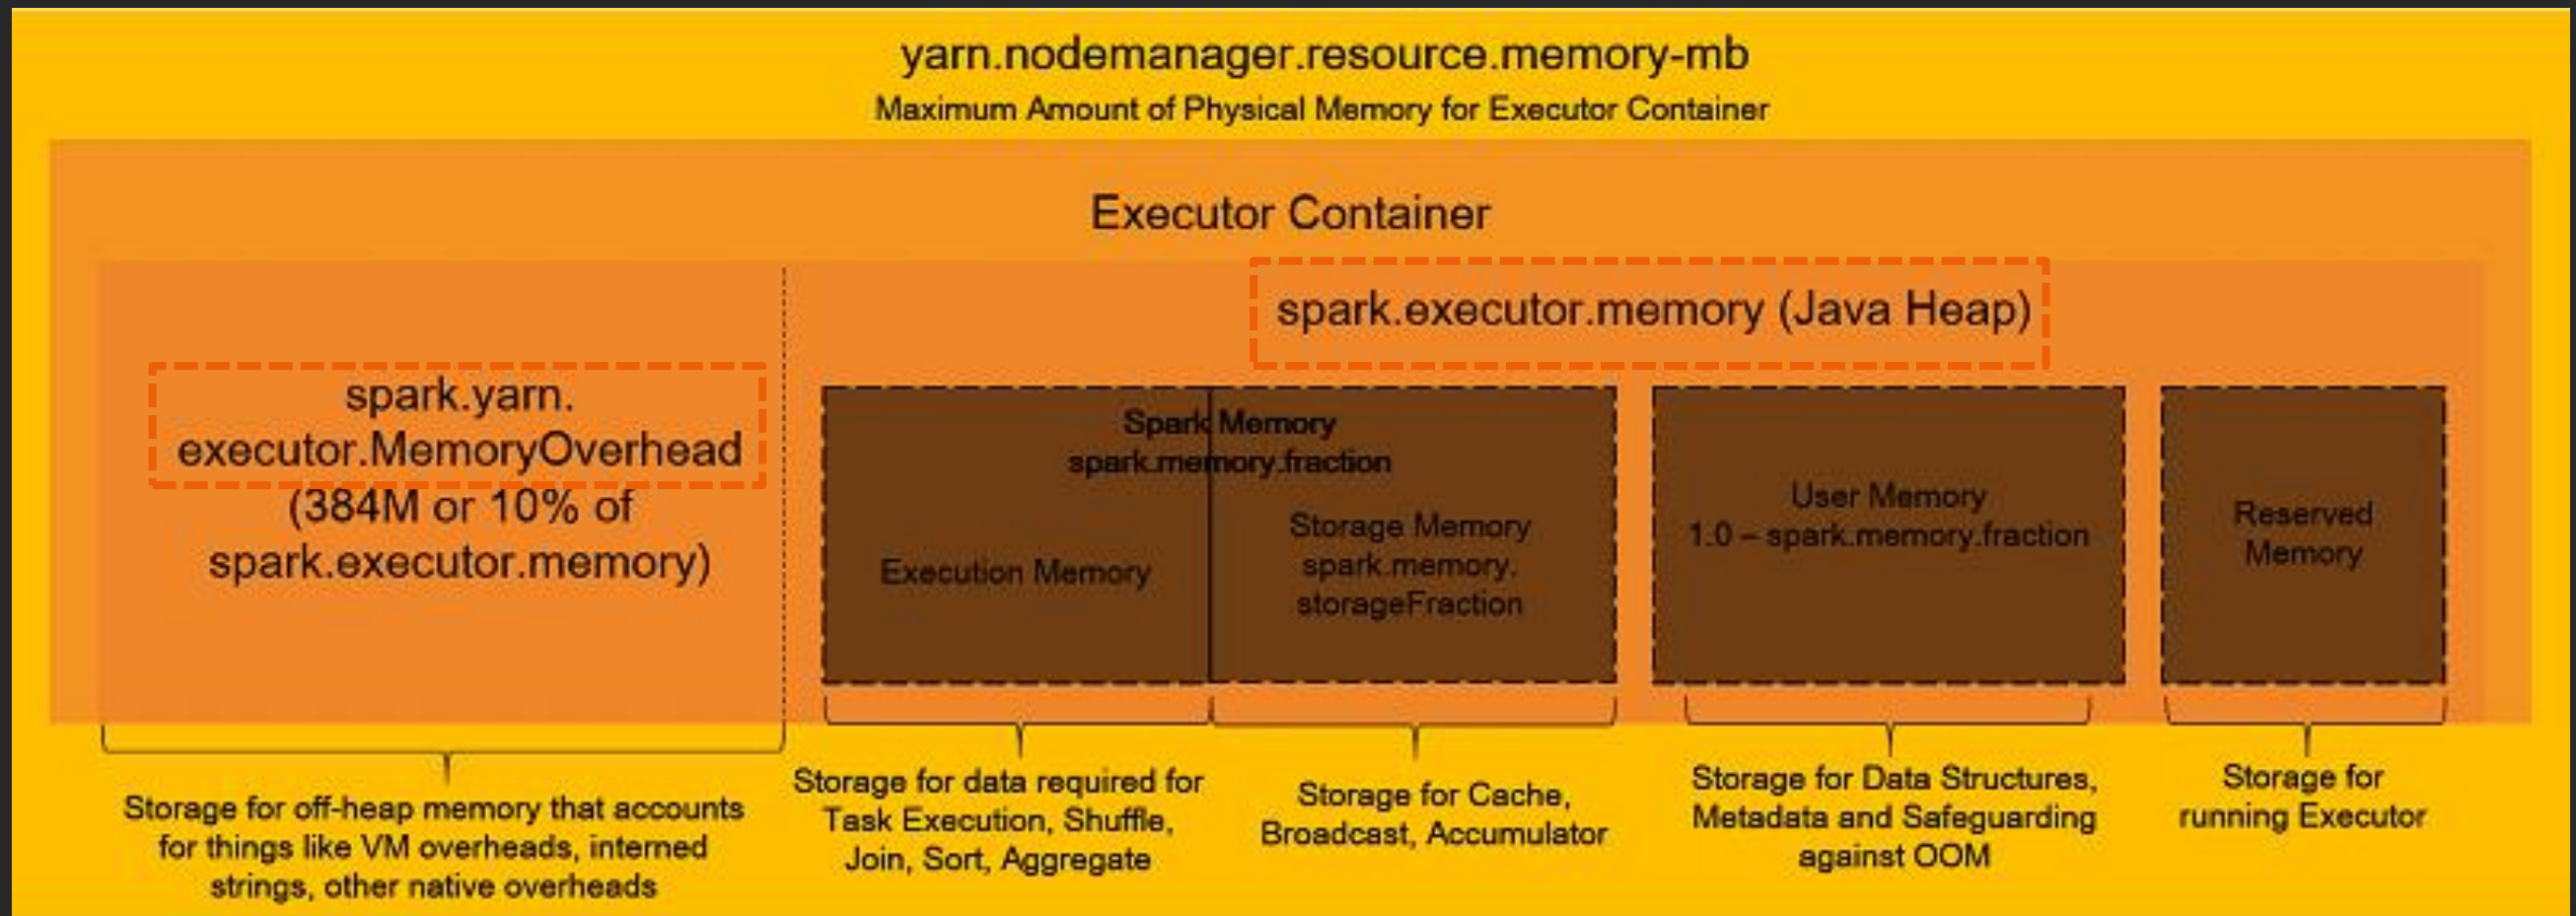 yarn.nodemanager.resource.memory-mb
Maximum Amount of Physical Memory for Executor Container
Executor Container
spark.executor.memory (Java Heap)
spark.yarn.
executor.MemoryOverhead
(384M or 10% of
spark.executor.memory)
Spark Memory
spark.memory.fraction
Execution Memory
Storage Memory
spark.memory.
storageFraction
User Memory
1.0 – spark.memory.fraction
Reserved
Memory
Storage for off-heap memory that accounts
for things like VM overheads, interned
strings, other native overheads
Storage for data required for
Task Execution, Shuffle,
Join, Sort, Aggregate
Storage for Cache,
Broadcast, Accumulator
Storage for Data Structures,
Metadata and Safeguarding
against OOM
Storage for
running Executor